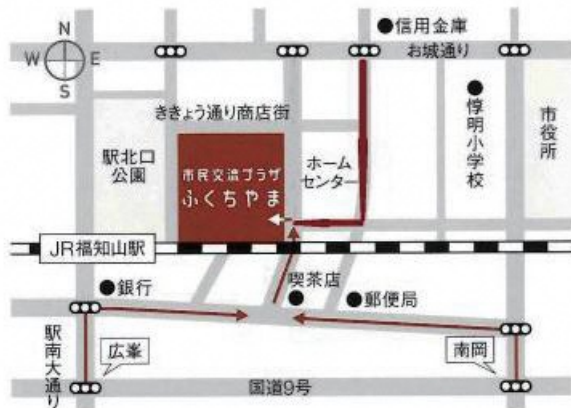 N
W E
S
信用金庫
お城通り
ききょう通り商店街
駅北口
公園
市民交流プラザ
ふくちやま
ホーム
センター
惇明小学校
市役所
JR福知山駅
喫茶店
銀行
郵便局
駅南大通り
広峯
南岡
国道9号